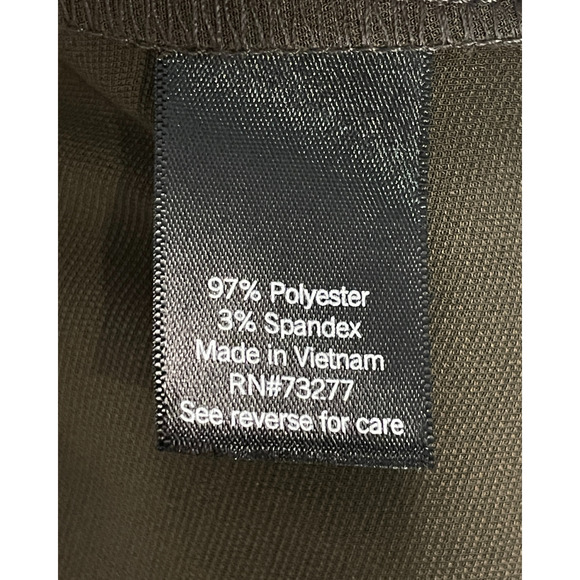 97% Polyester
3% Spandex
Made in Vietnam
RN#73277
See reverse for care